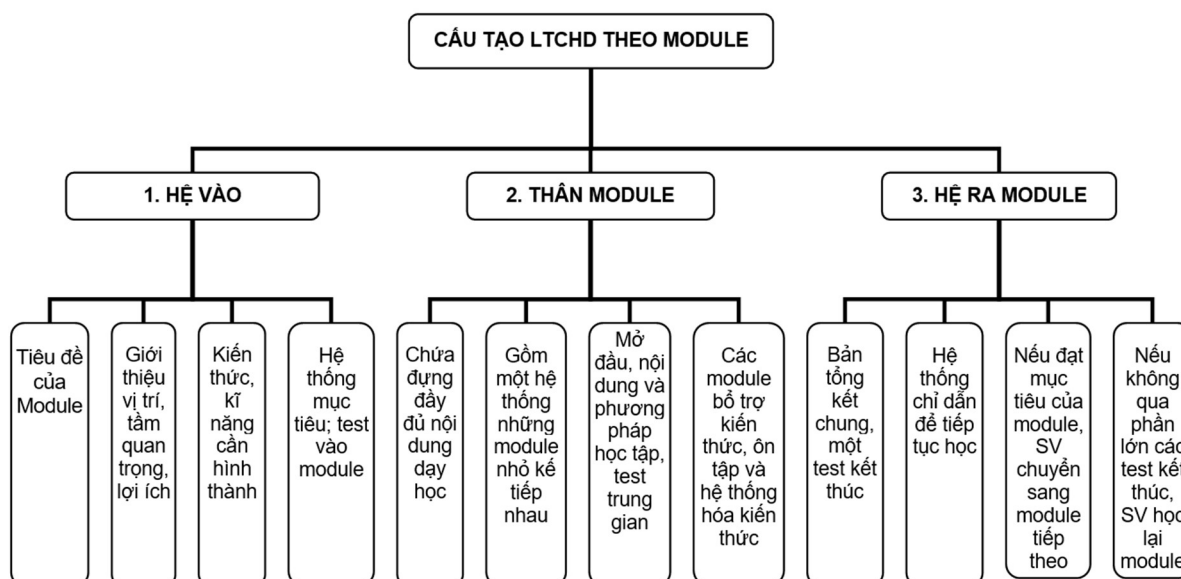 CẤU TẠO LTCHD THEO MODULE
1. HỆ VÀO
2. THÂN MODULE
3. HỆ RA MODULE
Tiêu đề
của
Module
Giới
thiệu
vị trí,
tầm
quan
trọng,
lợi ích
Kiến
thức,
kĩ
năng
cần
hình
thành
Hệ
thống
mục
tiêu; test
vào
module
Chứa
đựng
đầy
đủ nội
dung
dạy
học
Gồm
một hệ
thống
những
module
nhỏ kế
tiếp
nhau
Mở
đầu, nội
dung và
phương
pháp
học tập,
test
trung
gian
Các
module
bổ trợ
kiến
thức, ôn
tập và
hệ thống
hóa kiến
thức
Bản
tổng
kết
chung,
một
test kết
thúc
Hệ
thống
chỉ dẫn
để tiếp
tục học
Nếu đạt
mục
tiêu của
module,
SV
chuyển
sang
module
tiếp
theo
Nếu
không
qua
phần
lớn các
test kết
thúc,
SV học
lại
module